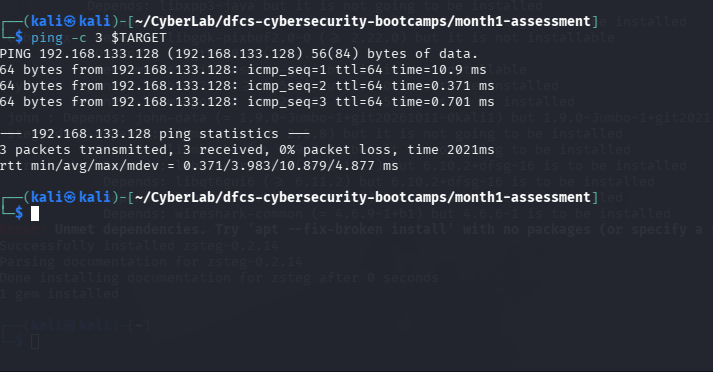 ┌──(kali㉿kali)-[~/CyberLab/dfcs-cybersecurity-bootcamps/month1-assessment]
└─$ ping -c 3 $TARGET
PING 192.168.133.128 (192.168.133.128) 56(84) bytes of data.
64 bytes from 192.168.133.128: icmp_seq=1 ttl=64 time=10.9 ms
64 bytes from 192.168.133.128: icmp_seq=2 ttl=64 time=0.371 ms
64 bytes from 192.168.133.128: icmp_seq=3 ttl=64 time=0.701 ms
--- 192.168.133.128 ping statistics ---
3 packets transmitted, 3 received, 0% packet loss, time 2021ms
rtt min/avg/max/mdev = 0.371/3.983/10.879/4.877 ms
┌──(kali㉿kali)-[~/CyberLab/dfcs-cybersecurity-bootcamps/month1-assessment]
└─$
Unmet dependencies. Try 'apt --fix-broken install' with no packages (or specify a
Successfully installed zsteg-0.2.14
Parsing documentation for zsteg-0.2.14
Done installing documentation for zsteg after 0 seconds
1 gem installed
┌──(kali㉿kali)-[~]
└─$